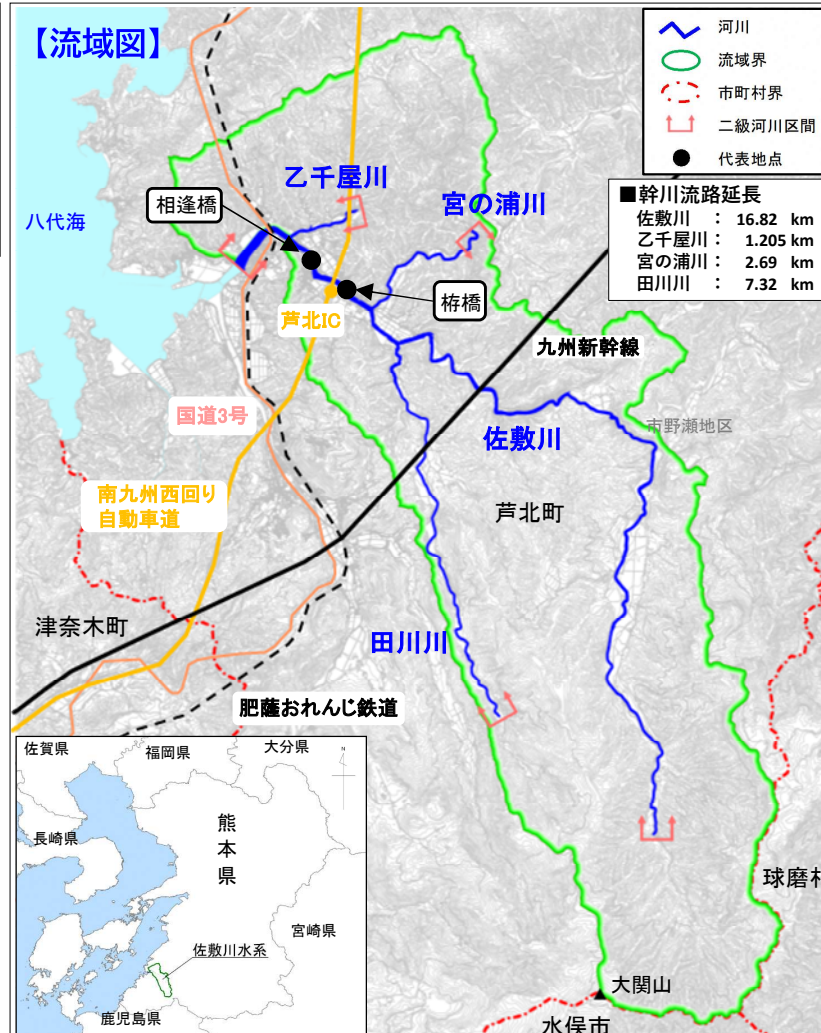 【流域図】
河川
流域界
市町村界
二級河川区間
代表地点
■幹川流路延長
佐敷川 : 16.82 km
乙千屋川: 1.205 km
宮の浦川: 2.69 km
田川川 : 7.32 km
乙千屋川
宮の浦川
相逢橋
八代海
栫橋
芦北IC
九州新幹線
国道3号
佐敷川
市野瀬地区
南九州西回り
自動車道
芦北町
津奈木町
田川川
肥薩おれんじ鉄道
佐賀県
福岡県
大分県
N
長崎県
熊本県
宮崎県
佐敷川水系
鹿児島県
球磨村
大関山
水俣市